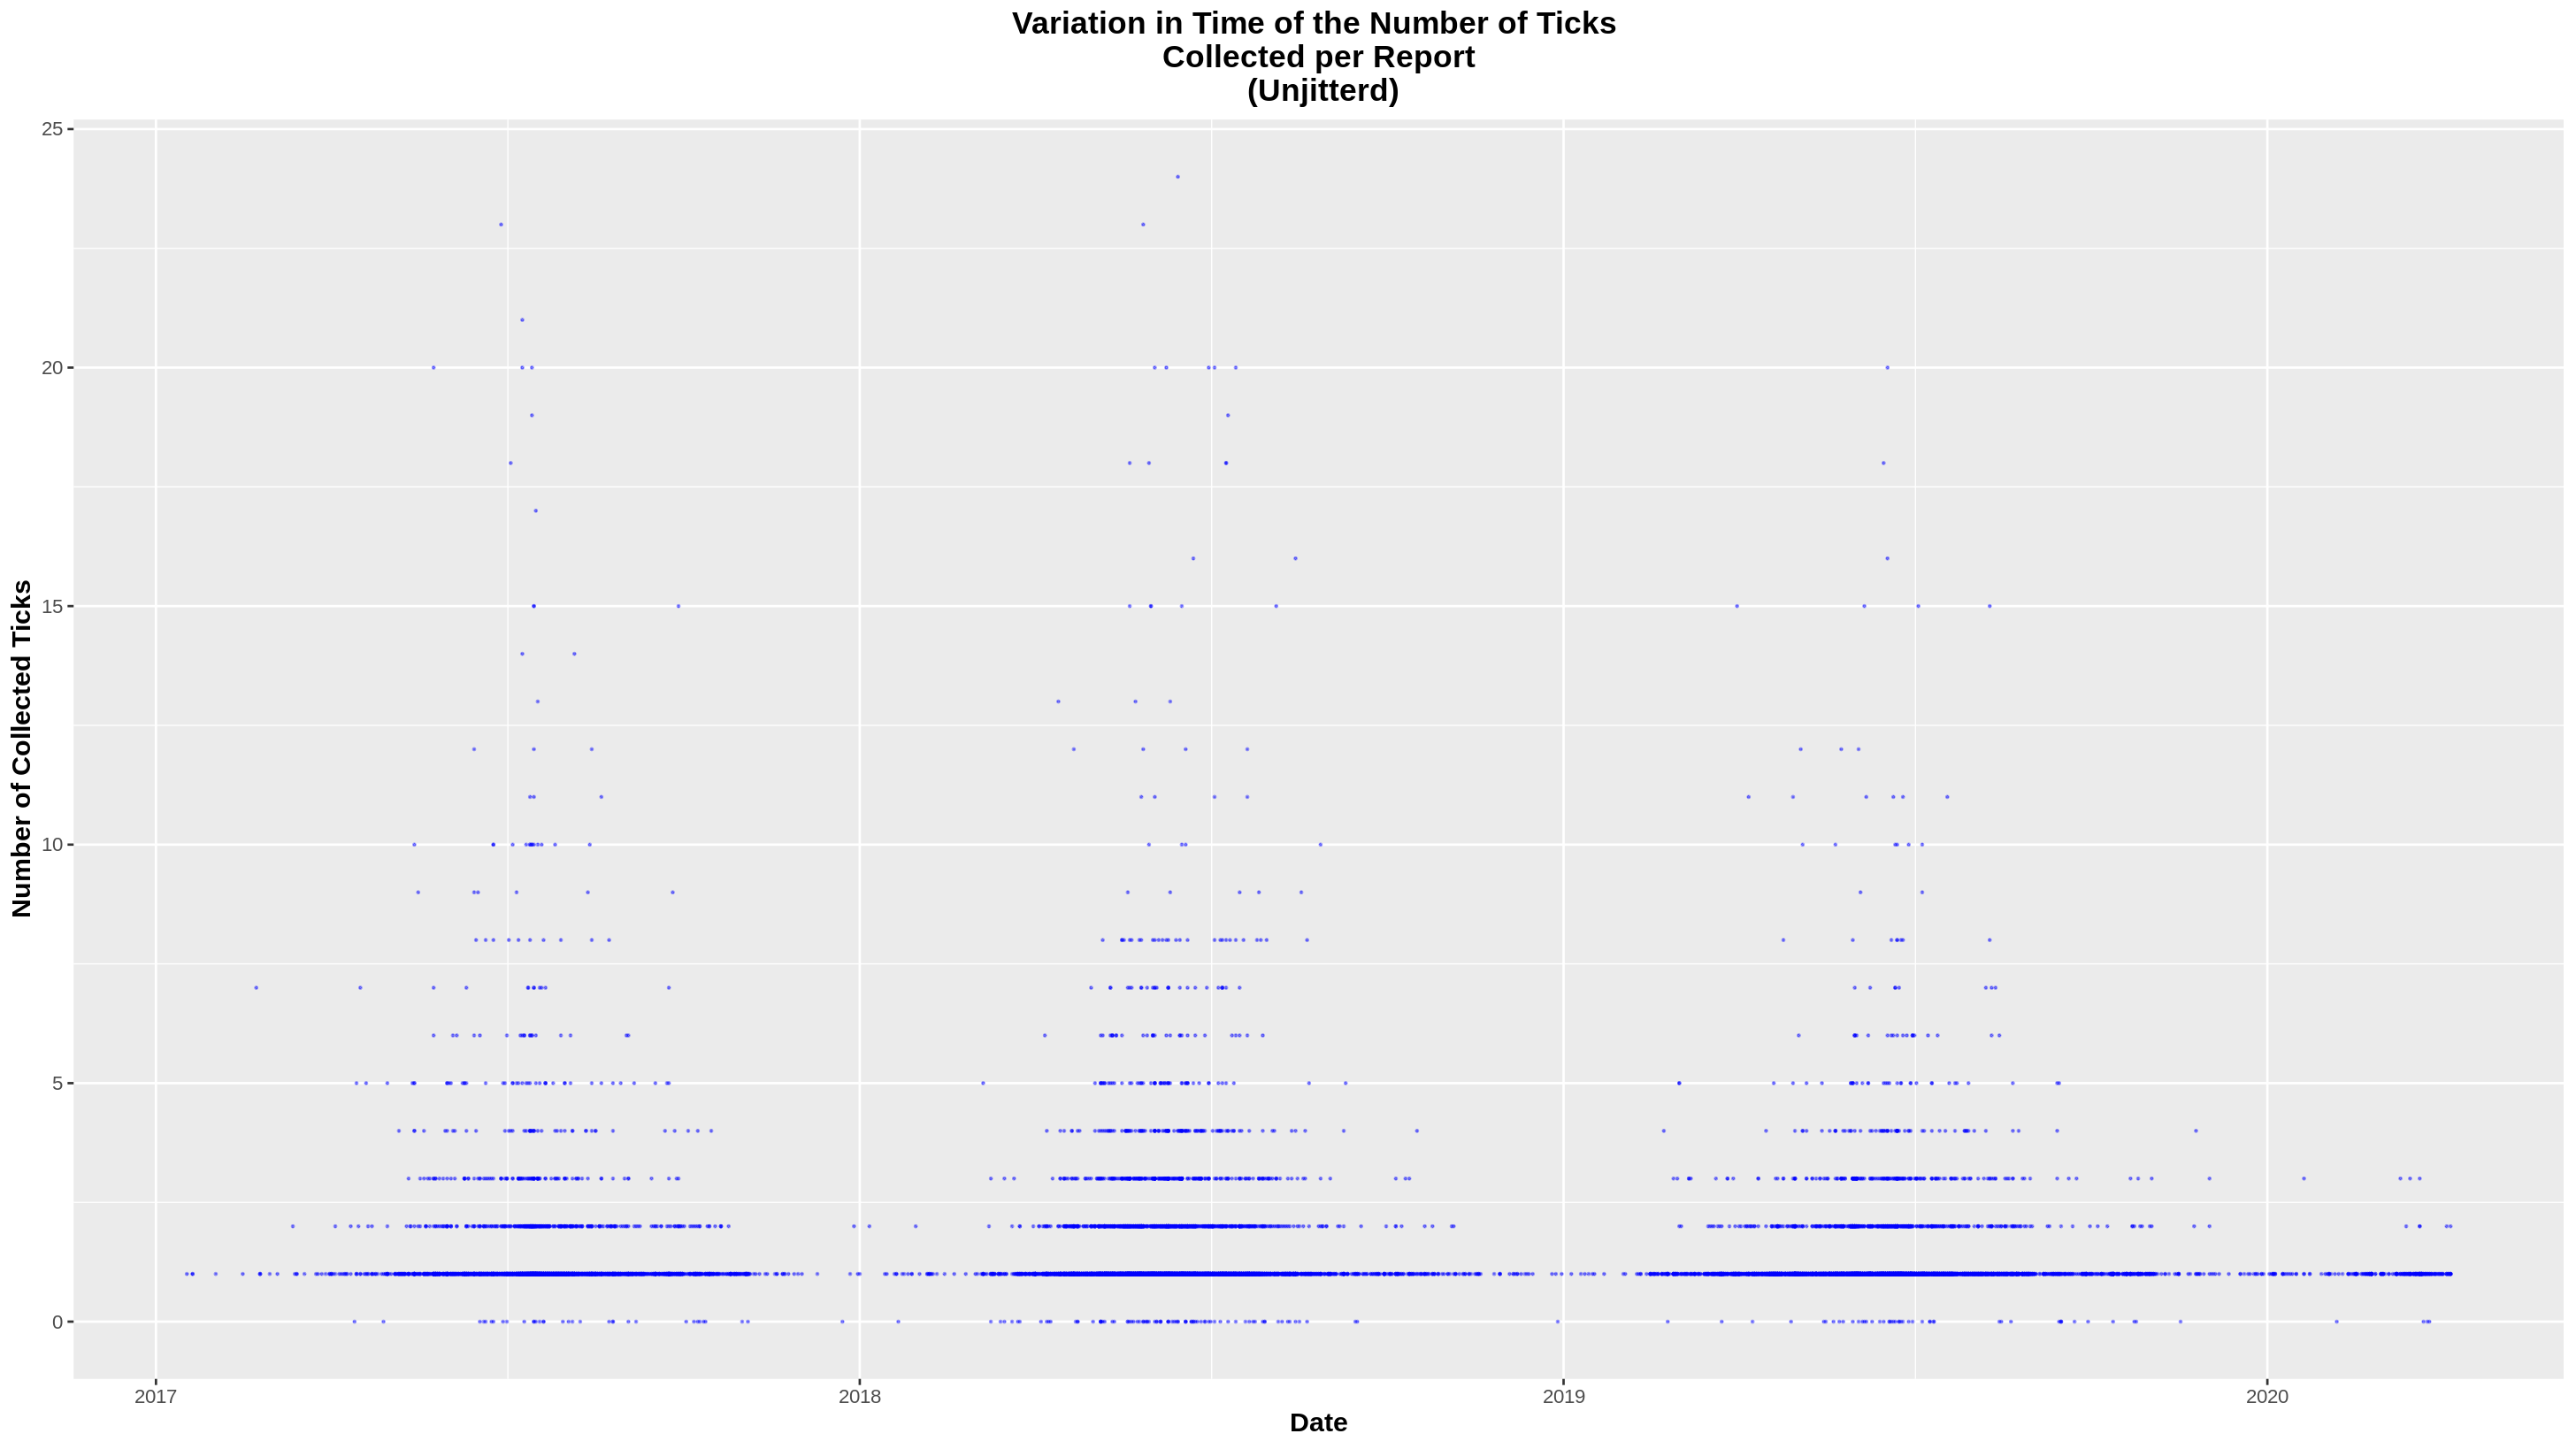 Variation in Time of the Number of Ticks
Collected per Report
(Unjitterd)
Number of Collected Ticks
25
20
15
10
5
0
2017
2018
2019
2020
Date